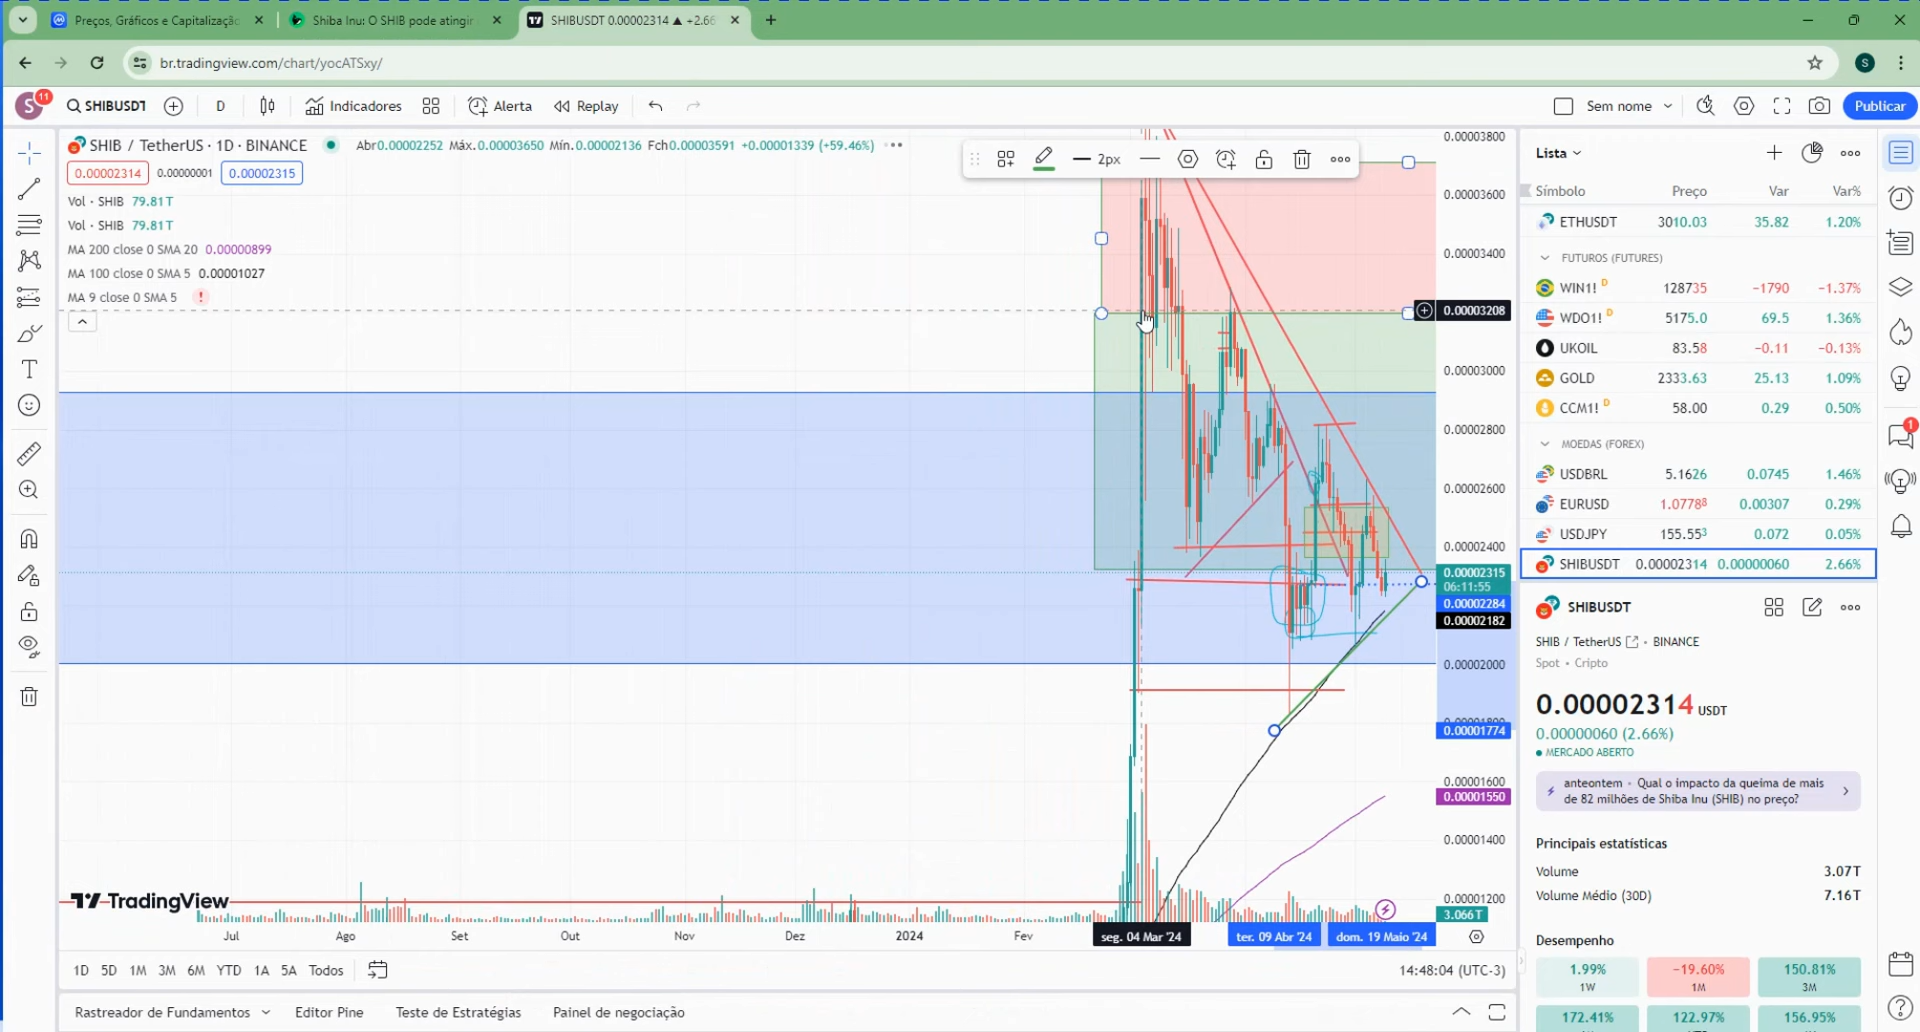 Preços, Gráficos e Capitalização
Shiba Inu: O SHIB pode atingir
SHIBUSDT 0.00002314 ▲ +2.66
br.tradingview.com/chart/yocATSxy/
S
S
11
SHIBUSDT
D
Indicadores
Alerta
Replay
Sem nome
Publicar
SHIB / TetherUS · 1D · BINANCE
Abr0.00002252 Máx.0.00003650 Mín.0.00002136 Fch0.00003591 +0.00001339 (+59.46%)
0.00002314
0.00000001
0.00002315
Vol · SHIB 79.81T
Vol · SHIB 79.81T
MA 200 close 0 SMA 20 0.00000899
MA 100 close 0 SMA 5 0.00001027
MA 9 close 0 SMA 5
2px
0.00003800
0.00003600
0.00003400
0.00003208
0.00003000
0.00002800
0.00002600
0.00002400
0.00002315
06:11:55
0.00002284
0.00002182
0.00002000
0.00001774
0.00001600
0.00001550
0.00001400
0.00001200
3.066T
TradingView
Jul
Ago
Set
Out
Nov
Dez
2024
Fev
seg. 04 Mar '24
ter. 09 Abr '24
dom. 19 Maio '24
1D 5D 1M 3M 6M YTD 1A 5A Todos
14:48:04 (UTC-3)
Rastreador de Fundamentos
Editor Pine
Teste de Estratégias
Painel de negociação
Lista
Símbolo Preço Var Var%
ETHUSDT 3010.03 35.82 1.20%
FUTUROS (FUTURES)
WIN1! D 128735 −1790 −1.37%
WDO1! D 5175.0 69.5 1.36%
UKOIL 83.58 −0.11 −0.13%
GOLD 2333.63 25.13 1.09%
CCM1! D 58.00 0.29 0.50%
MOEDAS (FOREX)
USDBRL 5.1626 0.0745 1.46%
EURUSD 1.07788 0.00307 0.29%
USDJPY 155.553 0.072 0.05%
SHIBUSDT 0.00002314 0.00000060 2.66%
SHIBUSDT
SHIB / TetherUS · BINANCE
Spot · Cripto
0.00002314 USDT
0.00000060 (2.66%)
MERCADO ABERTO
anteontem · Qual o impacto da queima de mais
de 82 milhões de Shiba Inu (SHIB) no preço?
Principais estatísticas
Volume 3.07T
Volume Médio (30D) 7.16T
Desempenho
1.99% −19.60% 150.81%
1W 1M 3M
172.41% 122.97% 156.95%
1